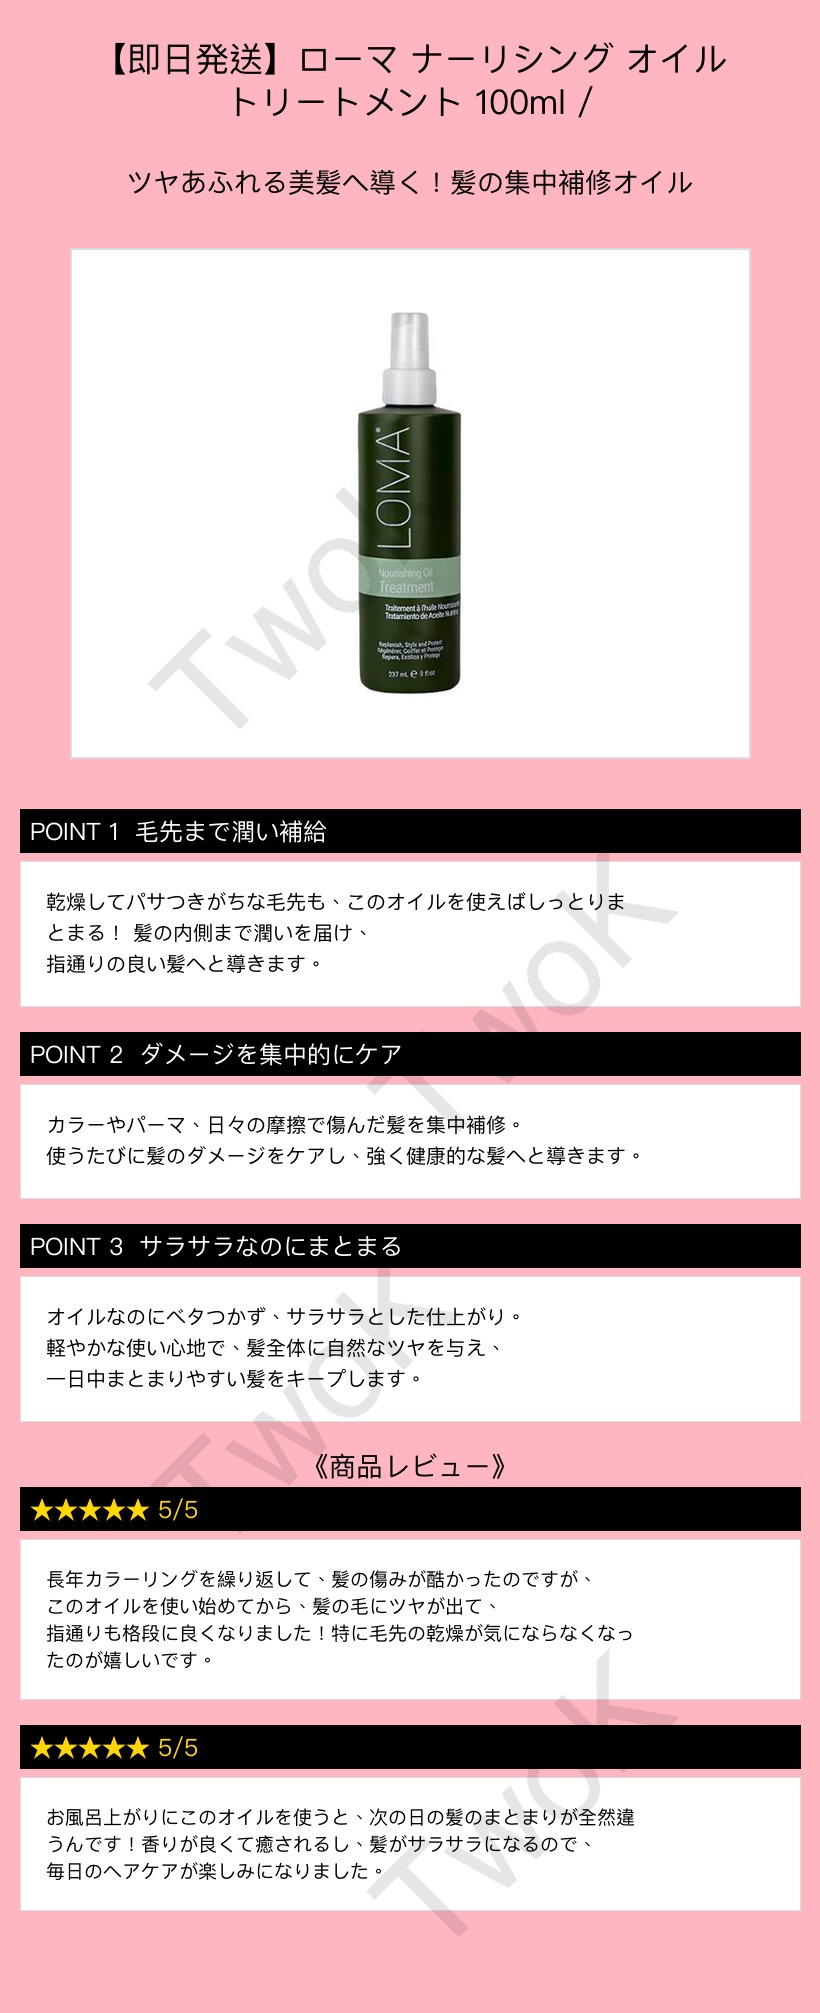 【即日発送】ローマ ナーリシング オイル
トリートメント 100ml /
ツヤあふれる美髪へ導く！髪の集中補修オイル
LOMA
Nourishing Oil
Treatment
Traitement à l'huile Nourrissante
Tratamiento de Aceite Nutritivo
Replenish, Style and Protect
Régénérer, Coiffer et Protéger
Repara, Estiliza y Protege
237 mL ℮ 8 fl oz
TwoK
POINT 1 毛先まで潤い補給
乾燥してパサつきがちな毛先も、このオイルを使えばしっとりま
とまる！ 髪の内側まで潤いを届け、
指通りの良い髪へと導きます。
TwoK
POINT 2 ダメージを集中的にケア
カラーやパーマ、日々の摩擦で傷んだ髪を集中補修。
使うたびに髪のダメージをケアし、強く健康的な髪へと導きます。
POINT 3 サラサラなのにまとまる
オイルなのにベタつかず、サラサラとした仕上がり。
軽やかな使い心地で、髪全体に自然なツヤを与え、
一日中まとまりやすい髪をキープします。
TwoK
《商品レビュー》
★★★★★ 5/5
長年カラーリングを繰り返して、髪の傷みが酷かったのですが、
このオイルを使い始めてから、髪の毛にツヤが出て、
指通りも格段に良くなりました！特に毛先の乾燥が気にならなくなっ
たのが嬉しいです。
★★★★★ 5/5
お風呂上がりにこのオイルを使うと、次の日の髪のまとまりが全然違
うんです！香りが良くて癒されるし、髪がサラサラになるので、
毎日のヘアケアが楽しみになりました。
TwoK